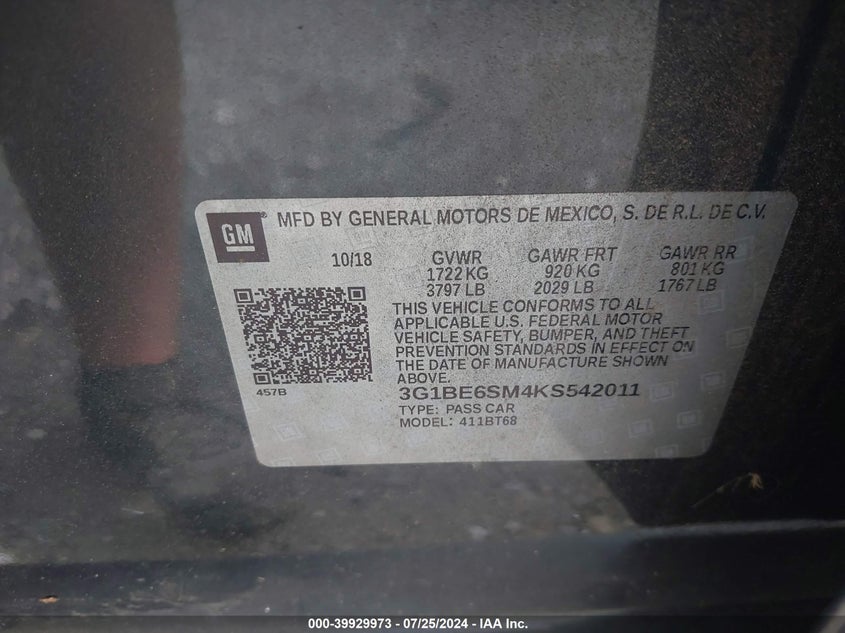 GM® MFD BY GENERAL MOTORS DE MEXICO, S. DE R.L. DE C.V.
10/18 GVWR GAWR FRT GAWR RR
1722 KG 920 KG 801 KG
3797 LB 2029 LB 1767 LB
THIS VEHICLE CONFORMS TO ALL
APPLICABLE U.S. FEDERAL MOTOR
VEHICLE SAFETY, BUMPER, AND THEFT
PREVENTION STANDARDS IN EFFECT ON
THE DATE OF MANUFACTURE SHOWN
ABOVE.
457B 3G1BE6SM4KS542011
TYPE: PASS CAR
MODEL: 411BT68
000-39929973 - 07/25/2024 - IAA Inc.